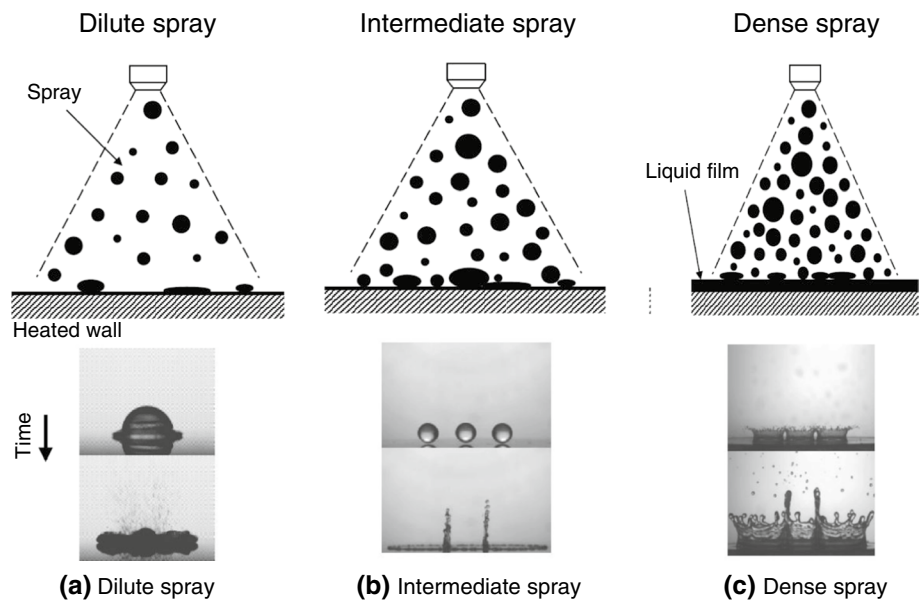 Dilute spray
Intermediate spray
Dense spray
Spray
Liquid film
Heated wall
Time
(a) Dilute spray
(b) Intermediate spray
(c) Dense spray